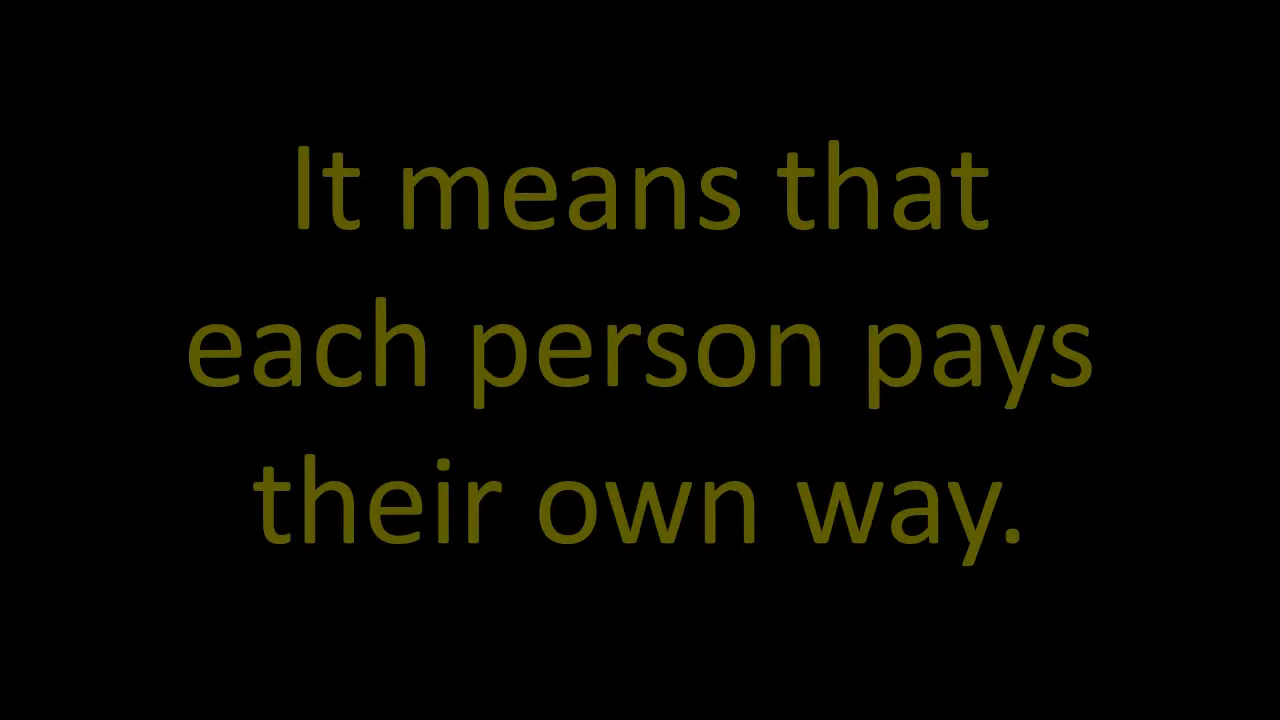 It means that
each person pays
their own way.